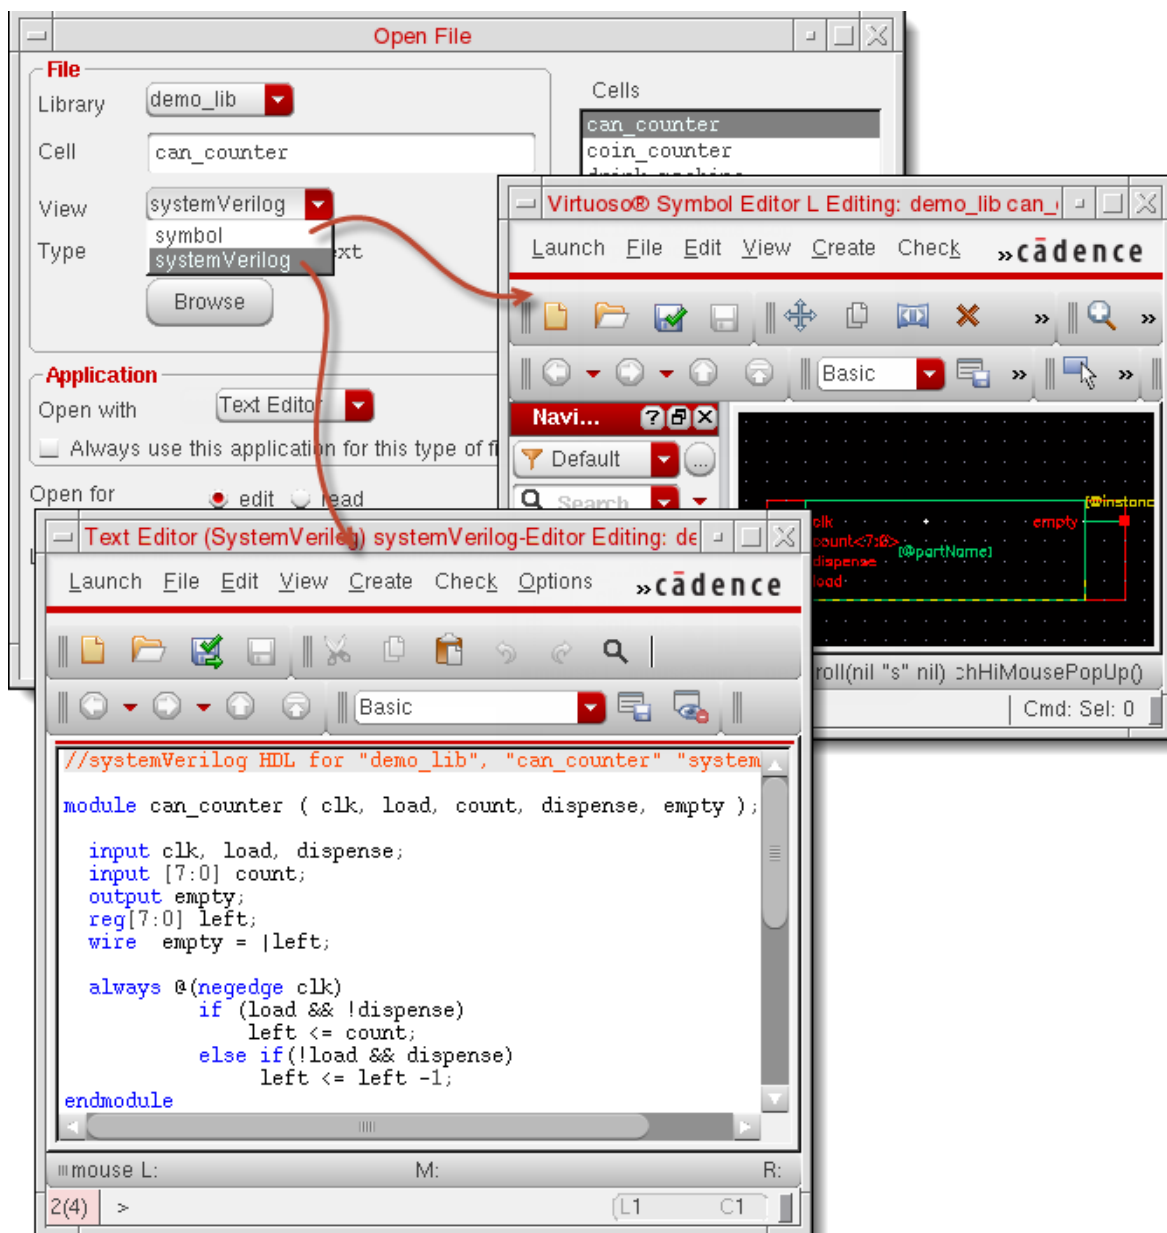 Open File
File
Library demo_lib
Cells
can_counter
coin_counter
Cell can_counter
View systemVerilog
symbol
systemVerilog
Type
Browse
Application
Open with Text Editor
Always use this application for this type of
Open for edit read
Virtuoso® Symbol Editor L Editing: demo_lib can_
Launch File Edit View Create Check »cādence
» »
Basic » »
Navi... ?
Default ...
Search
clk empty
count<7:0>
dispense [@partName]
load
roll(nil "s" nil) :hHiMousePopUp()
Cmd: Sel: 0
Text Editor (SystemVerilog) systemVerilog-Editor Editing: de
Launch File Edit View Create Check Options »cādence
Basic
//systemVerilog HDL for "demo_lib", "can_counter" "system
module can_counter ( clk, load, count, dispense, empty );
input clk, load, dispense;
input [7:0] count;
output empty;
reg[7:0] left;
wire empty = |left;
always @(negedge clk)
if (load && !dispense)
left <= count;
else if(!load && dispense)
left <= left -1;
endmodule
mouse L: M: R:
2(4) > (L1 C1 )